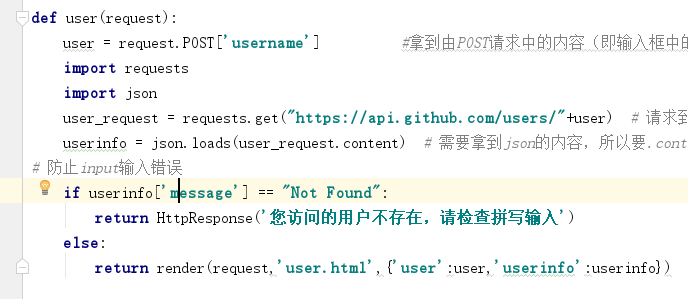 def user(request):
user = request.POST['username'] #拿到由POST请求中的内容（即输入框中的
import requests
import json
user_request = requests.get("https://api.github.com/users/"+user) # 请求到
userinfo = json.loads(user_request.content) # 需要拿到json的内容，所以要.cont
# 防止input输入错误
if userinfo['message'] == "Not Found":
return HttpResponse('您访问的用户不存在，请检查拼写输入')
else:
return render(request,'user.html',{'user':user,'userinfo':userinfo})